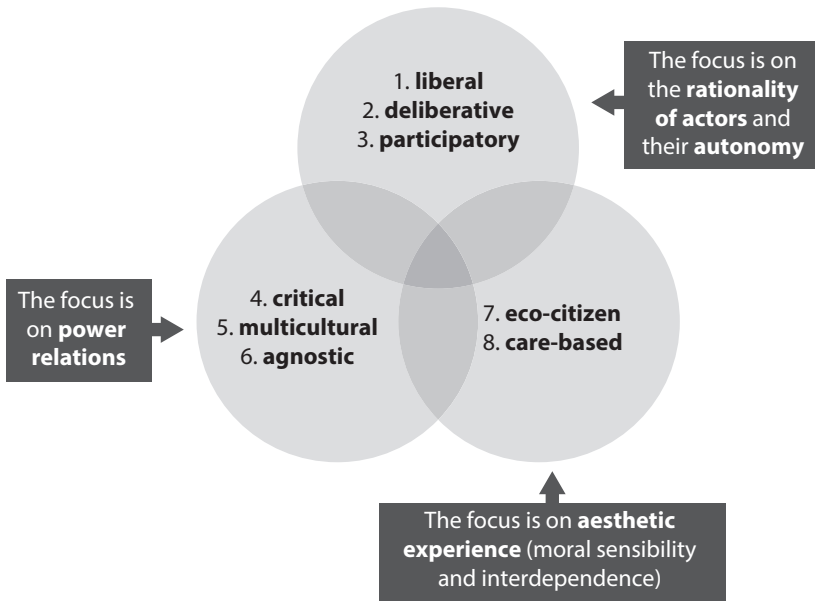 1. liberal
2. deliberative
3. participatory
The focus is on
the rationality
of actors and
their autonomy
The focus is
on power
relations
4. critical
5. multicultural
6. agnostic
7. eco-citizen
8. care-based
The focus is on aesthetic
experience (moral sensibility
and interdependence)